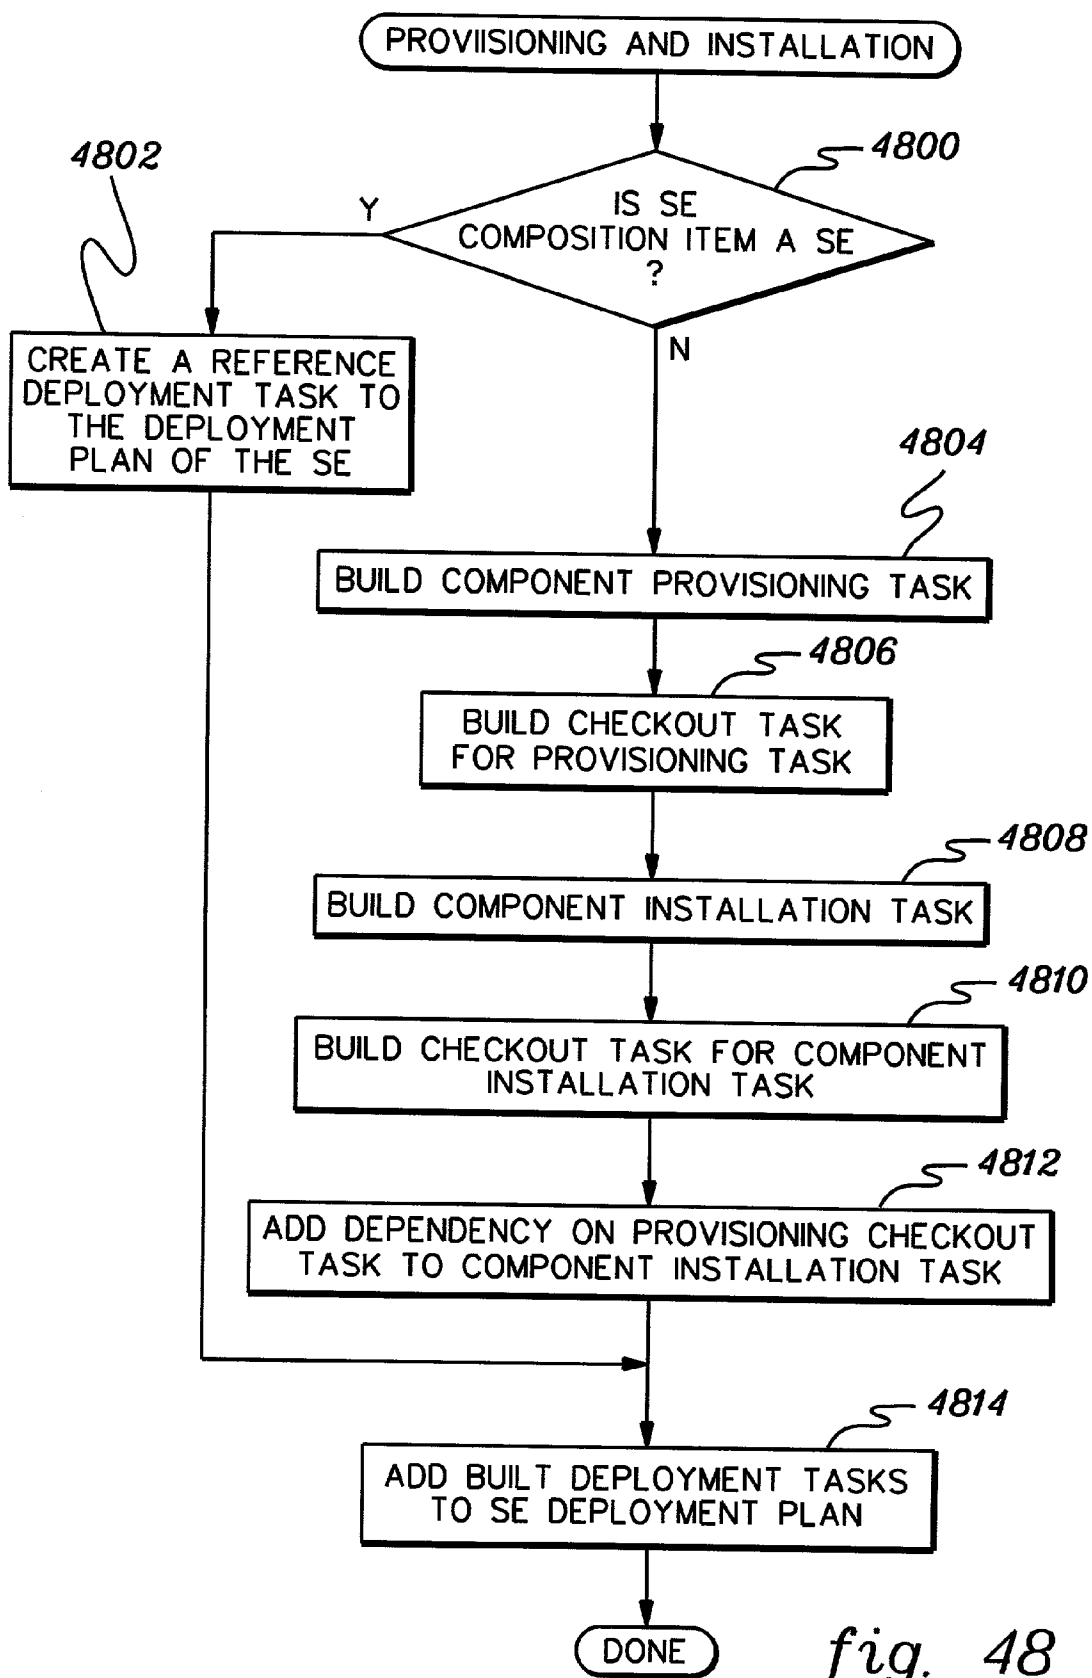 PROVIISIONING AND INSTALLATION
4800
4802
IS SE
COMPOSITION ITEM A SE
?
Y
N
CREATE A REFERENCE
DEPLOYMENT TASK TO
THE DEPLOYMENT
PLAN OF THE SE
4804
BUILD COMPONENT PROVISIONING TASK
4806
BUILD CHECKOUT TASK
FOR PROVISIONING TASK
4808
BUILD COMPONENT INSTALLATION TASK
4810
BUILD CHECKOUT TASK FOR COMPONENT
INSTALLATION TASK
4812
ADD DEPENDENCY ON PROVISIONING CHECKOUT
TASK TO COMPONENT INSTALLATION TASK
4814
ADD BUILT DEPLOYMENT TASKS
TO SE DEPLOYMENT PLAN
DONE
fig. 48